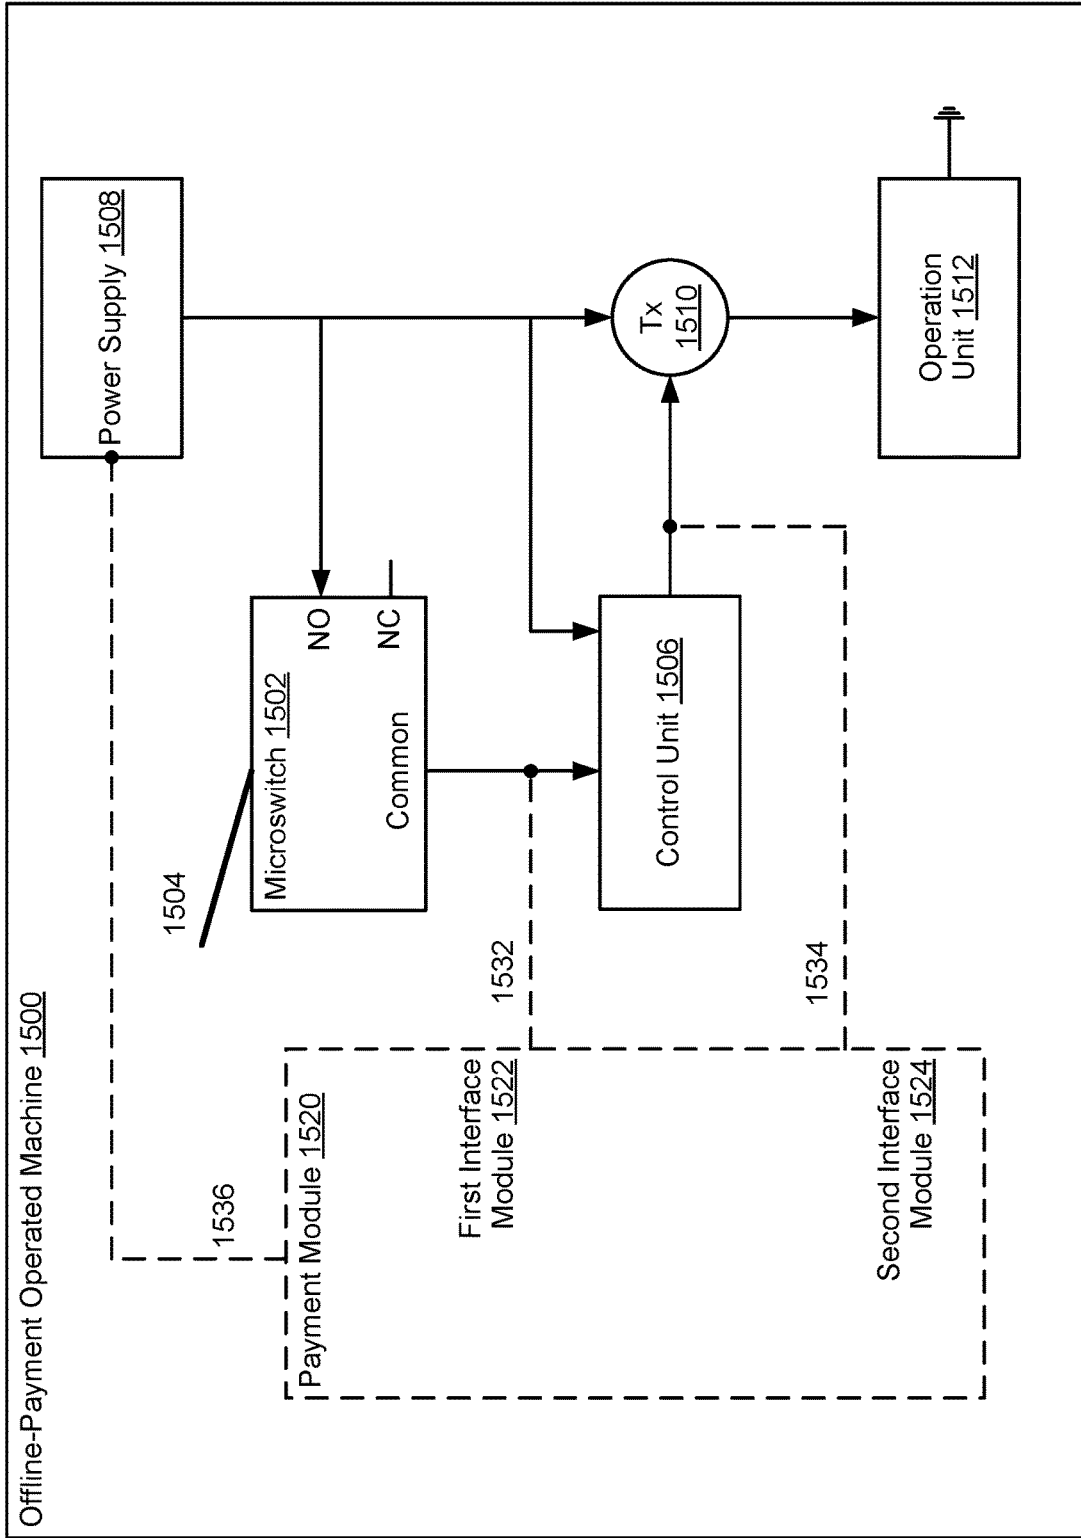 Offline-Payment Operated Machine 1500
Power Supply 1508
1536
1504
Microswitch 1502
NO
NC
Common
Payment Module 1520
First Interface
Module 1522
1532
Tx
1510
Control Unit 1506
1534
Second Interface
Module 1524
Operation
Unit 1512